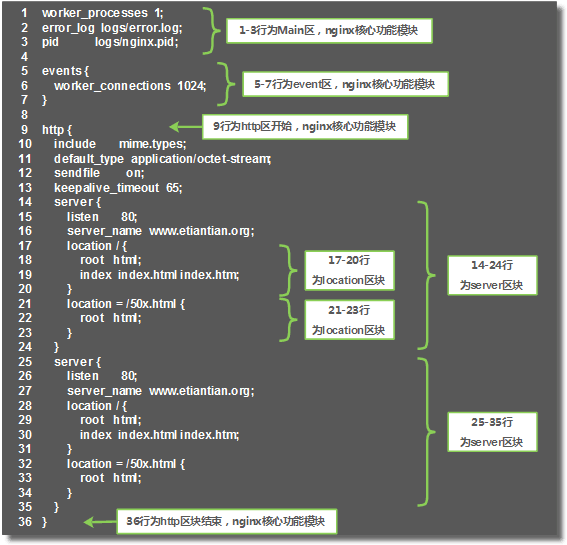 1 worker_processes 1;
2 error_log logs/error.log;
3 pid logs/nginx.pid;
1-3行为Main区，nginx核心功能模块
4
5 events {
6 worker_connections 1024;
7 }
5-7行为event区，nginx核心功能模块
8
9 http {
9行为http区开始，nginx核心功能模块
10 include mime.types;
11 default_type application/octet-stream;
12 sendfile on;
13 keepalive_timeout 65;
14 server {
15 listen 80;
16 server_name www.etiantian.org;
17 location / {
18 root html;
19 index index.html index.htm;
20 }
17-20行
为location区块
21 location = /50x.html {
22 root html;
23 }
21-23行
为location区块
24 }
14-24行
为server区块
25 server {
26 listen 80;
27 server_name www.etiantian.org;
28 location / {
29 root html;
30 index index.html index.htm;
31 }
32 location = /50x.html {
33 root html;
34 }
35 }
25-35行
为server区块
36 }
36行为http区块结束，nginx核心功能模块